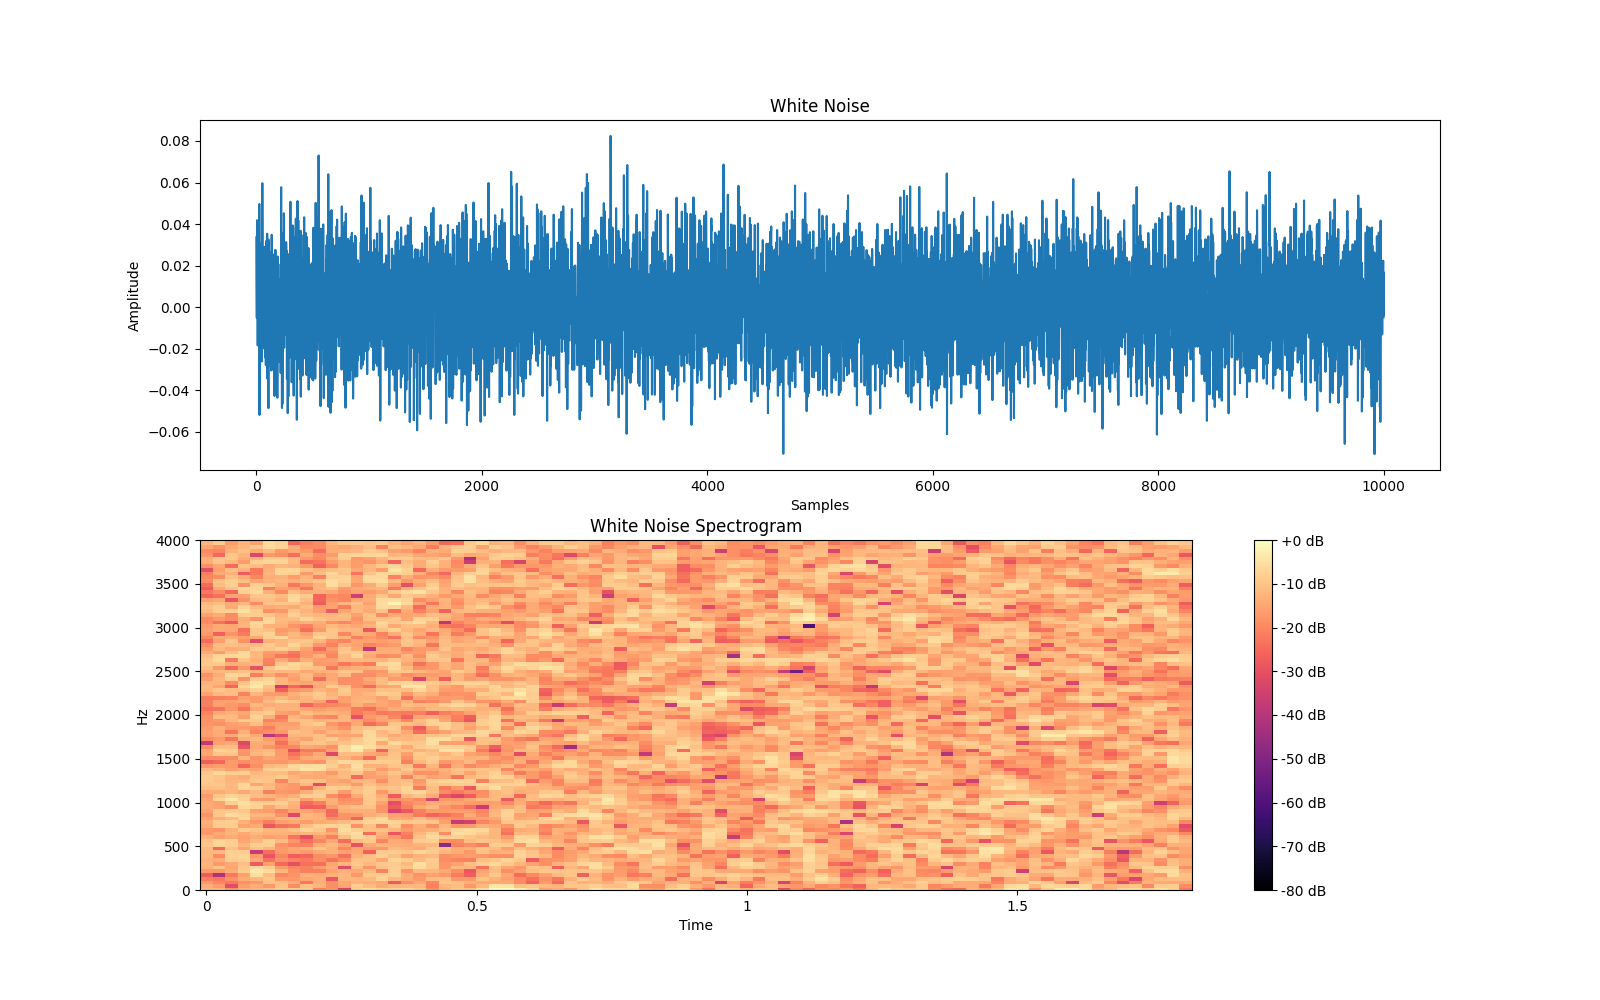 White Noise
0.08
0.06
0.04
0.02
0.00
−0.02
−0.04
−0.06
Amplitude
0 2000 4000 6000 8000 10000
Samples
White Noise Spectrogram
4000
3500
3000
2500
2000
1500
1000
500
0
Hz
0 0.5 1 1.5
Time
+0 dB
-10 dB
-20 dB
-30 dB
-40 dB
-50 dB
-60 dB
-70 dB
-80 dB